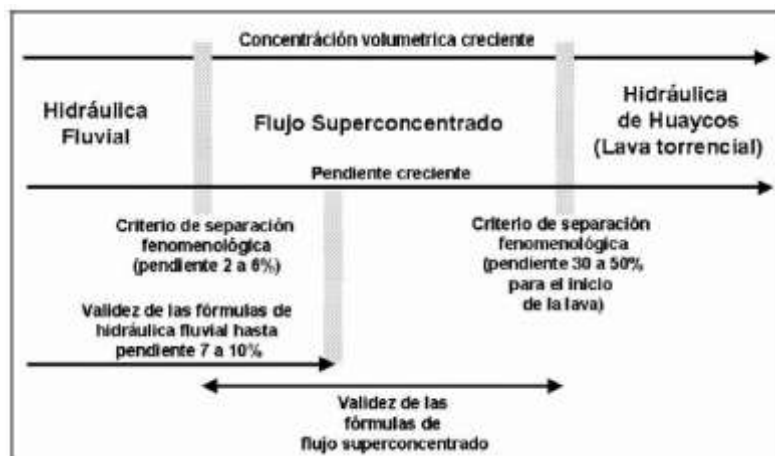 Concentráción volumetrica creciente
Hidráulica
Fluvial
Flujo Superconcentrado
Hidráulica
de Huaycos
(Lava torrencial)
Pendiente creciente
Criterio de separación
fenomenológica
(pendiente 2 a 6%)
Criterio de separación
fenomenológica
(pendiente 30 a 50%
para el inicio
de la lava)
Validez de las fórmulas de
hidráulica fluvial hasta
pendiente 7 a 10%
Validez de las
fórmulas de
flujo superconcentrado